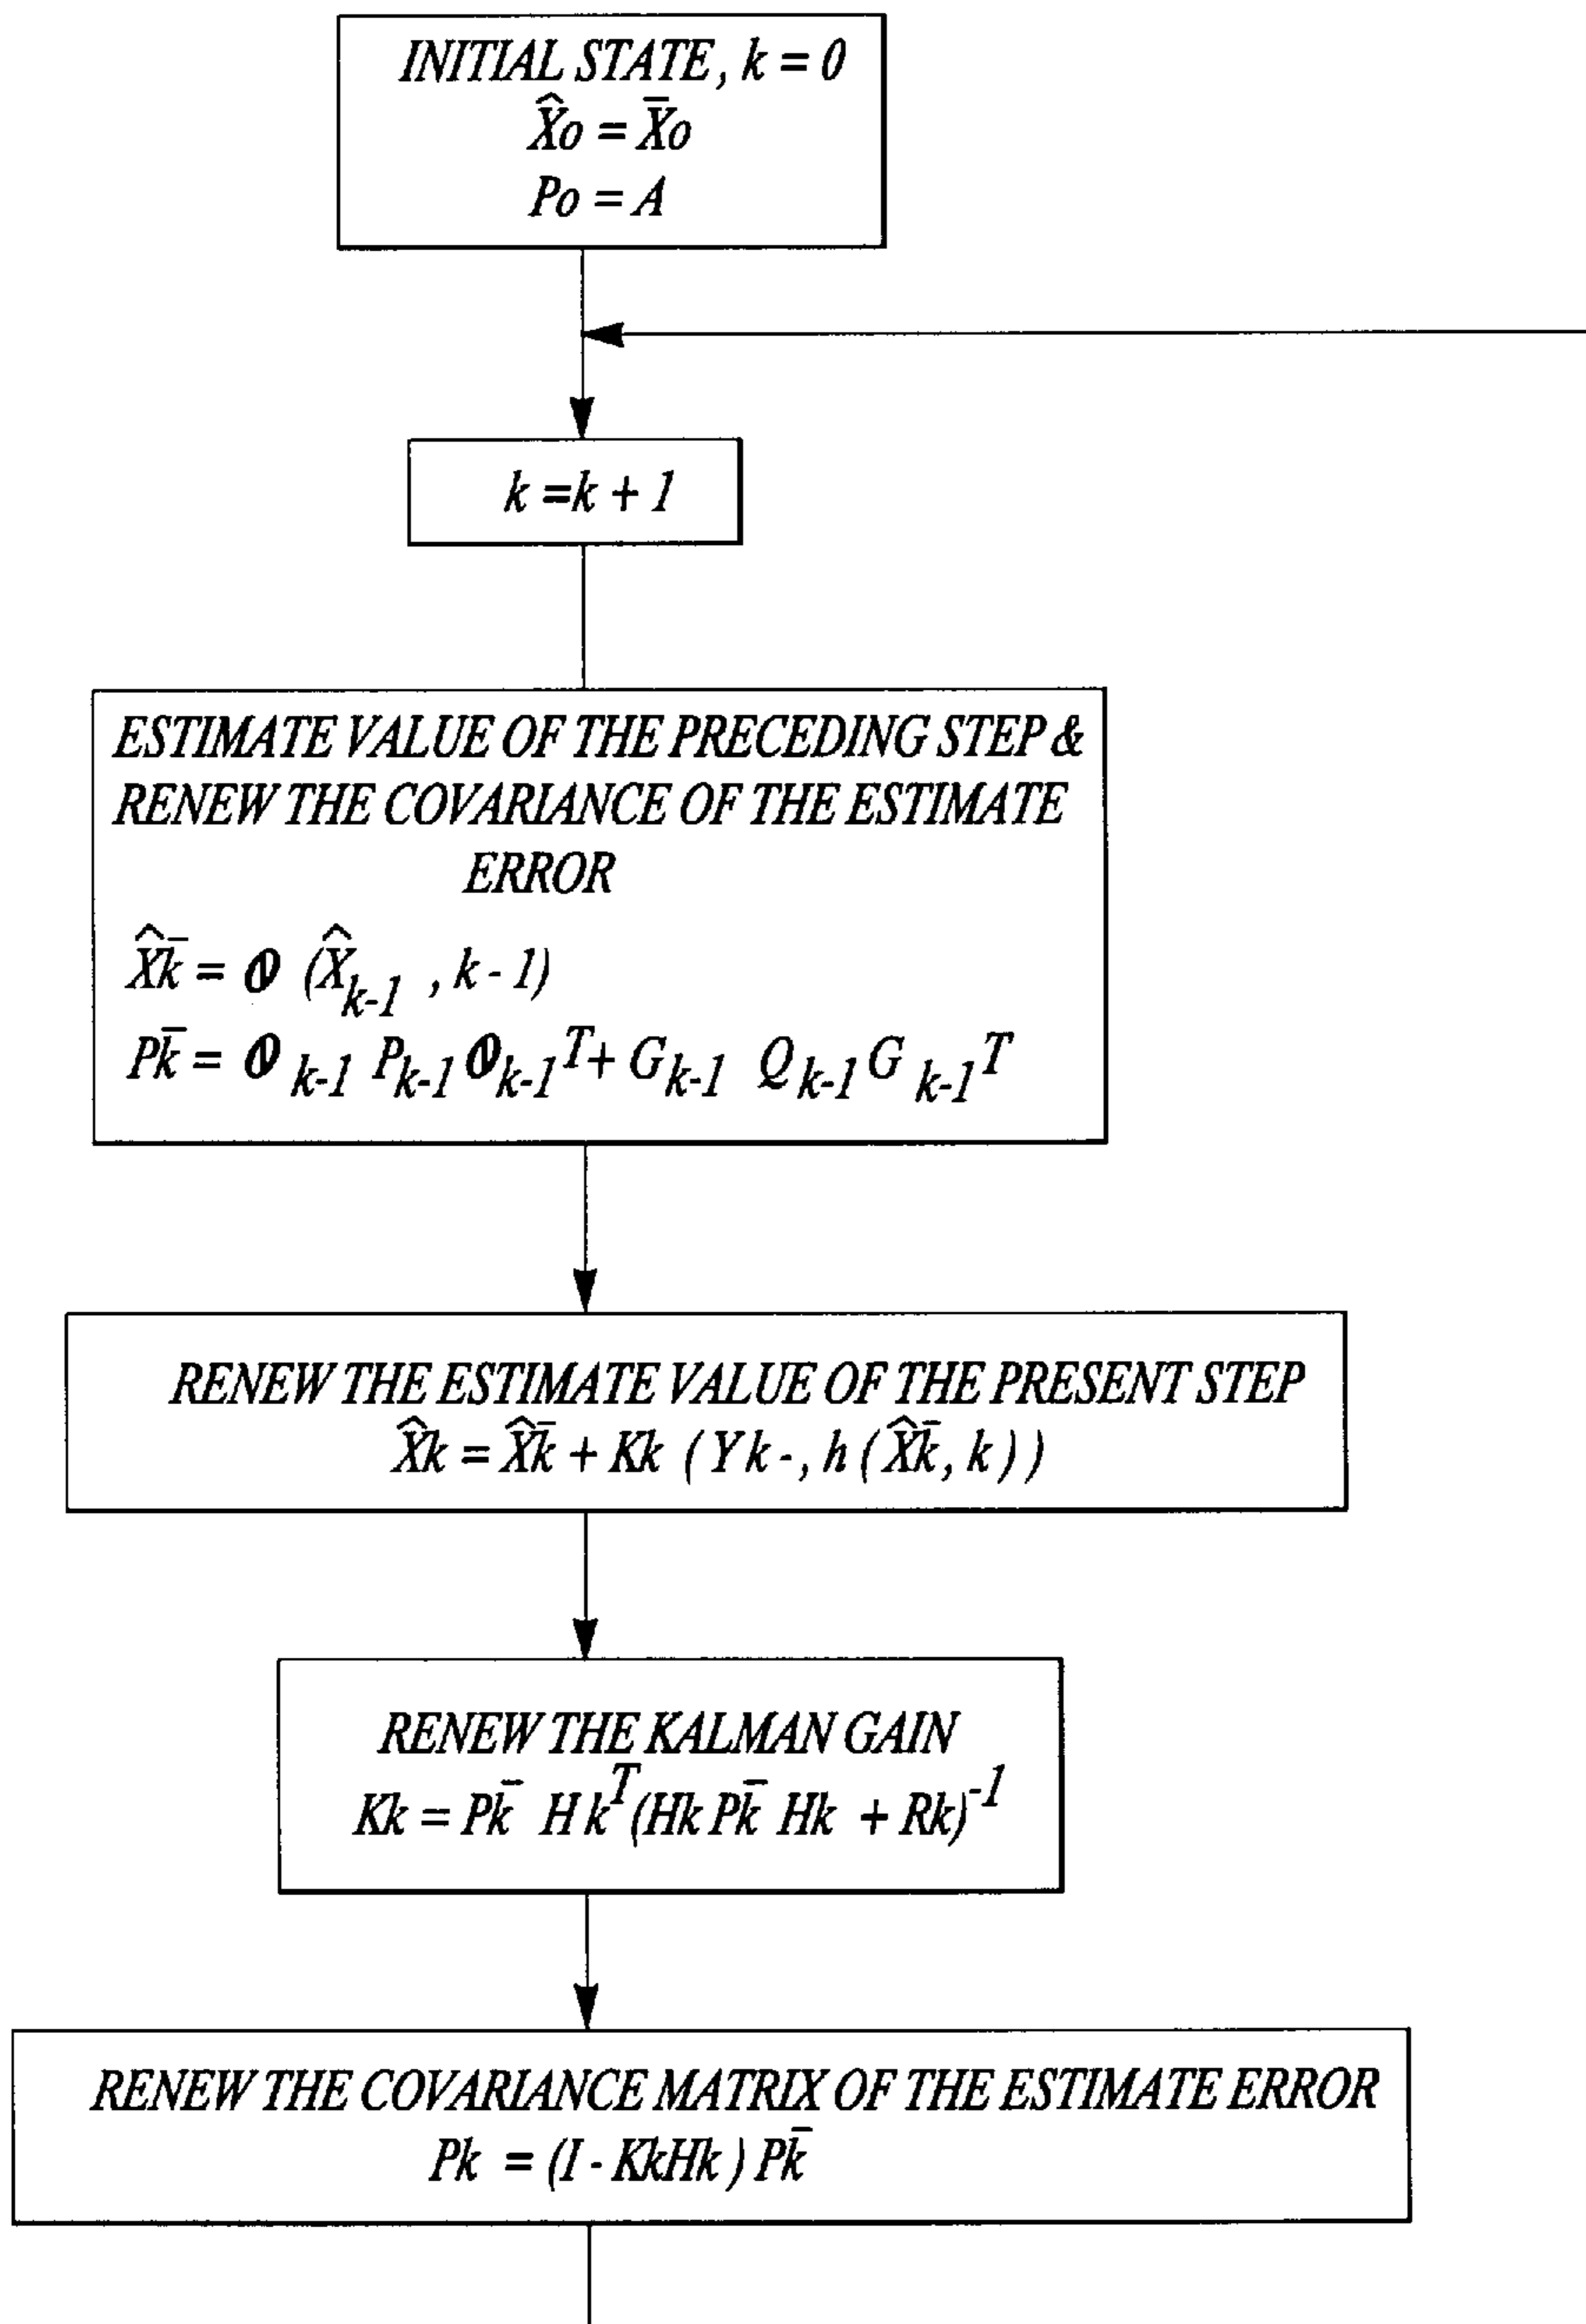 INITIAL STATE, k = 0
X̂o = X̄o
Po = A
k =k + 1
ESTIMATE VALUE OF THE PRECEDING STEP &
RENEW THE COVARIANCE OF THE ESTIMATE
ERROR
X̂k̄ = Φ (X̂k-1 , k - 1)
Pk̄ = Φ k-1 Pk-1 Φk-1T + Gk-1 Qk-1 G k-1T
RENEW THE ESTIMATE VALUE OF THE PRESENT STEP
X̂k = X̂k̄ + Kk ( Y k -, h ( X̂k̄, k ) )
RENEW THE KALMAN GAIN
Kk = Pk̄ H k^T (Hk Pk̄ Hk + Rk)^-1
RENEW THE COVARIANCE MATRIX OF THE ESTIMATE ERROR
Pk = (I - KkHk ) Pk̄